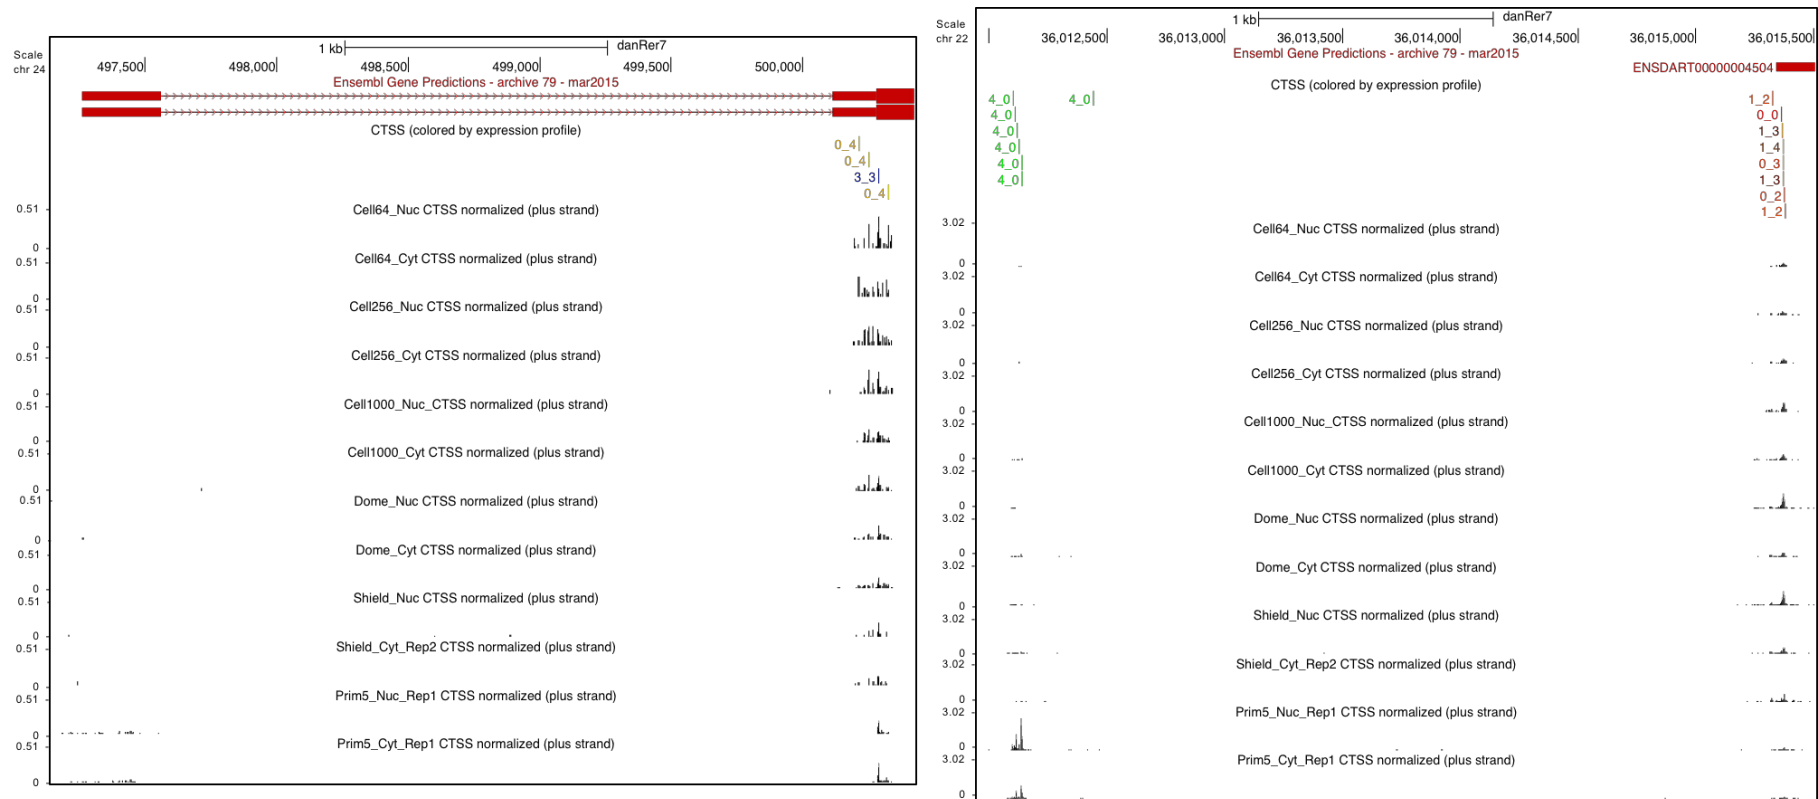 Scale
1 kb
danRer7
chr 24
497,500
498,000
498,500
499,000
499,500
500,000
Ensembl Gene Predictions - archive 79 - mar2015
CTSS (colored by expression profile)
0_4
0_4
3_3
0_4
0.51
Cell64_Nuc CTSS normalized (plus strand)
0
0.51
Cell64_Cyt CTSS normalized (plus strand)
0
0.51
Cell256_Nuc CTSS normalized (plus strand)
0
0.51
Cell256_Cyt CTSS normalized (plus strand)
0
0.51
Cell1000_Nuc_CTSS normalized (plus strand)
0
0.51
Cell1000_Cyt CTSS normalized (plus strand)
0
0.51
Dome_Nuc CTSS normalized (plus strand)
0
0.51
Dome_Cyt CTSS normalized (plus strand)
0
0.51
Shield_Nuc CTSS normalized (plus strand)
0
0.51
Shield_Cyt_Rep2 CTSS normalized (plus strand)
0
0.51
Prim5_Nuc_Rep1 CTSS normalized (plus strand)
0
0.51
Prim5_Cyt_Rep1 CTSS normalized (plus strand)
0
Scale
1 kb
danRer7
chr 22
36,012,500
36,013,000
36,013,500
36,014,000
36,014,500
36,015,000
36,015,500
Ensembl Gene Predictions - archive 79 - mar2015
ENSDART00000004504
CTSS (colored by expression profile)
4_0 4_0 1_2
4_0 0_0
4_0 1_3
4_0 1_4
4_0 0_3
4_0 1_3
0_2
1_2
3.02
Cell64_Nuc CTSS normalized (plus strand)
0
3.02
Cell64_Cyt CTSS normalized (plus strand)
0
3.02
Cell256_Nuc CTSS normalized (plus strand)
0
3.02
Cell256_Cyt CTSS normalized (plus strand)
0
3.02
Cell1000_Nuc_CTSS normalized (plus strand)
0
3.02
Cell1000_Cyt CTSS normalized (plus strand)
0
3.02
Dome_Nuc CTSS normalized (plus strand)
0
3.02
Dome_Cyt CTSS normalized (plus strand)
0
3.02
Shield_Nuc CTSS normalized (plus strand)
0
3.02
Shield_Cyt_Rep2 CTSS normalized (plus strand)
0
3.02
Prim5_Nuc_Rep1 CTSS normalized (plus strand)
0
3.02
Prim5_Cyt_Rep1 CTSS normalized (plus strand)
0